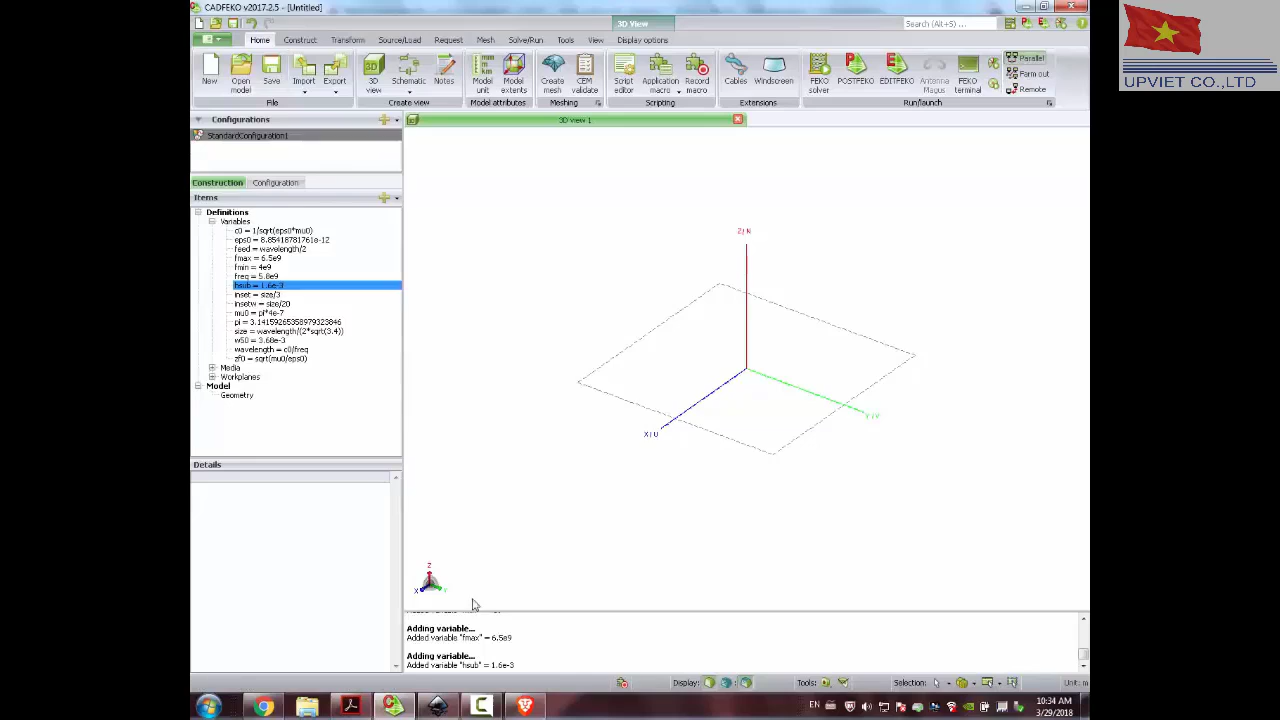 CADFEKO v2017.2.5 - [Untitled]
3D View
Search (Alt+S) . . .
Home Construct Transform Source/Load Request Mesh Solve/Run Tools View Display options
New Open model Save Import Export 3D view Schematic Notes Model unit Model extents Create mesh CEM validate Script editor Application macro Record macro Cables Windscreen FEKO solver POSTFEKO EDITFEKO Antenna Magus FEKO terminal Parallel Farm out Remote
File Create view Model attributes Meshing Scripting Extensions Run/launch
Configurations
3D view 1
StandardConfiguration1
Construction Configuration
Items
Definitions
Variables
c0 = 1/sqrt(eps0*mu0)
eps0 = 8.85418781761e-12
feed = wavelength/2
fmax = 6.5e9
fmin = 4e9
freq = 5.8e9
hsub = 1.6e-3
inset = size/3
insetw = size/20
mu0 = pi*4e-7
pi = 3.14159265358979323846
size = wavelength/(2*sqrt(3.4))
w50 = 3.68e-3
wavelength = c0/freq
zf0 = sqrt(mu0/eps0)
Media
Workplanes
Model
Geometry
Details
Z/N
X/U
Y/V
Z
X
Adding variable...
Added variable "fmax" = 6.5e9
Adding variable...
Added variable "hsub" = 1.6e-3
Display: Tools: Selection: Unit: m
EN
10:34 AM
3/29/2018
UPVIET CO.,LTD